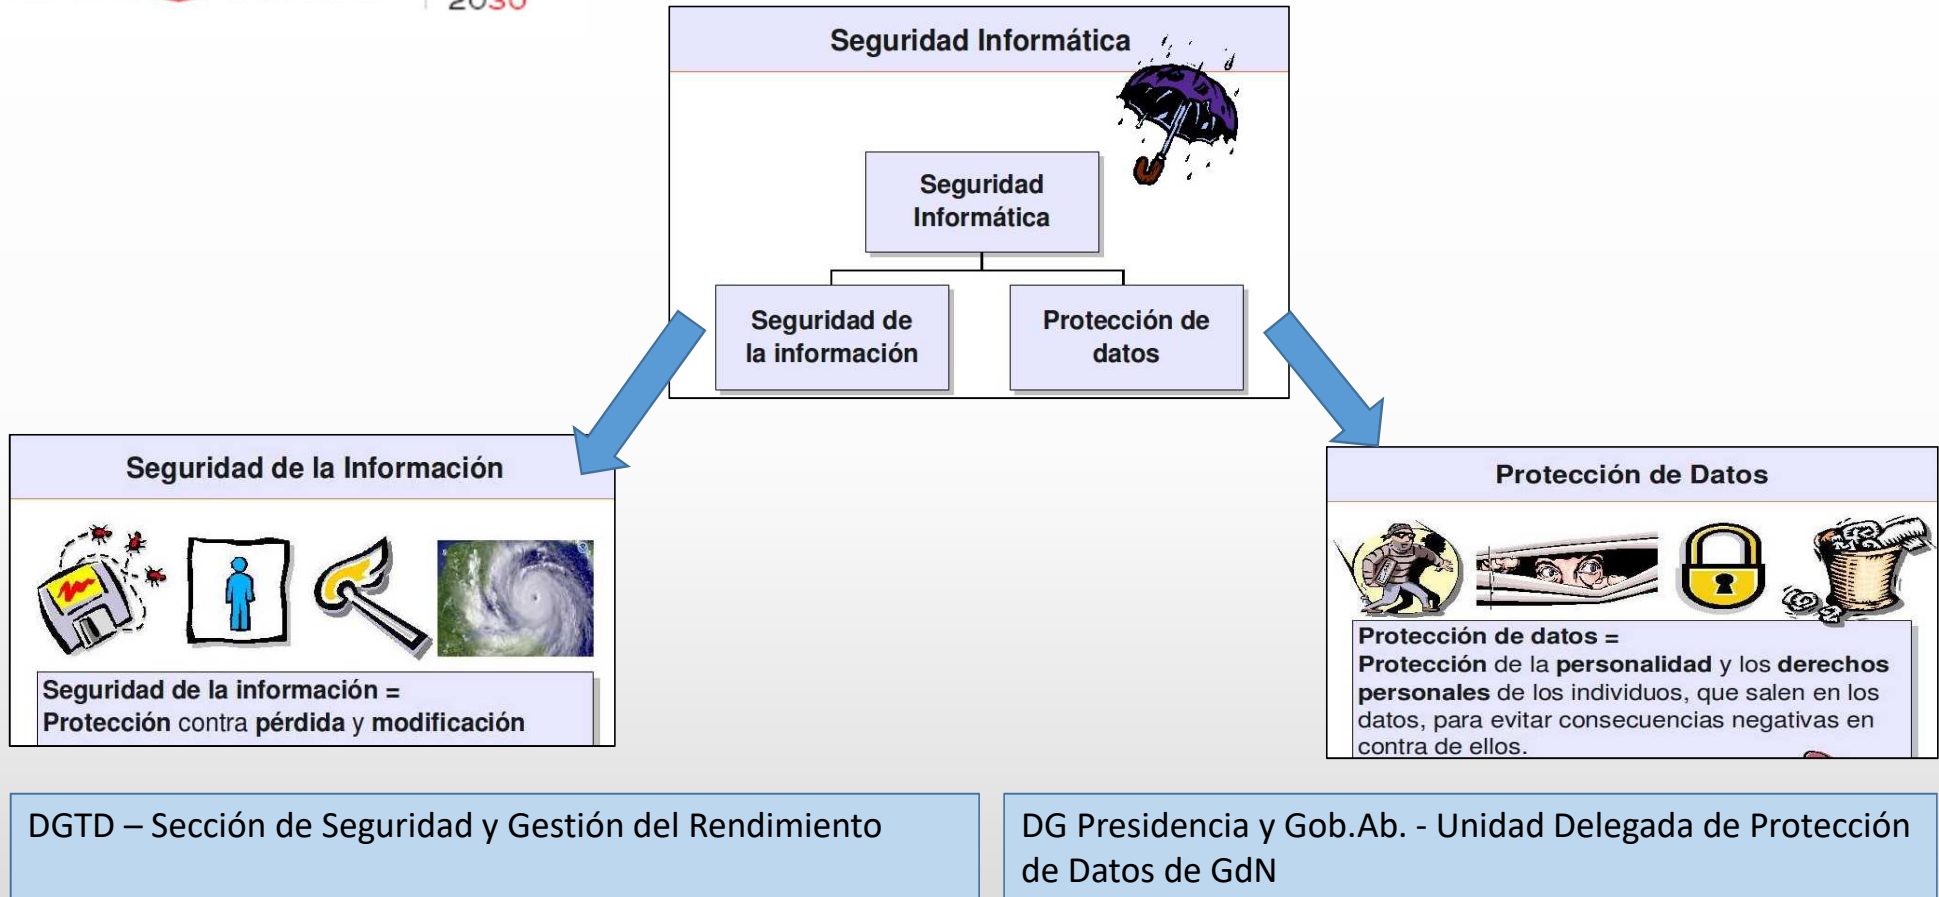 2030
Seguridad Informática
Seguridad
Informática
Seguridad de
la información
Protección de
datos
Seguridad de la Información
Seguridad de la información =
Protección contra pérdida y modificación
Protección de Datos
Protección de datos =
Protección de la personalidad y los derechos
personales de los individuos, que salen en los
datos, para evitar consecuencias negativas en
contra de ellos.
DGTD – Sección de Seguridad y Gestión del Rendimiento
DG Presidencia y Gob.Ab. - Unidad Delegada de Protección
de Datos de GdN